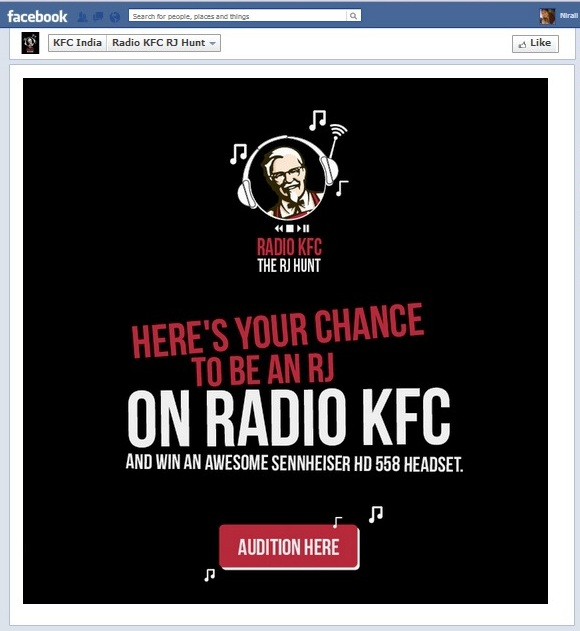 facebook
Search for people, places and things
Nirali
KFC India
Radio KFC RJ Hunt
Like
RADIO KFC
THE RJ HUNT
HERE'S YOUR CHANCE
TO BE AN RJ
ON RADIO KFC
AND WIN AN AWESOME SENNHEISER HD 558 HEADSET.
AUDITION HERE